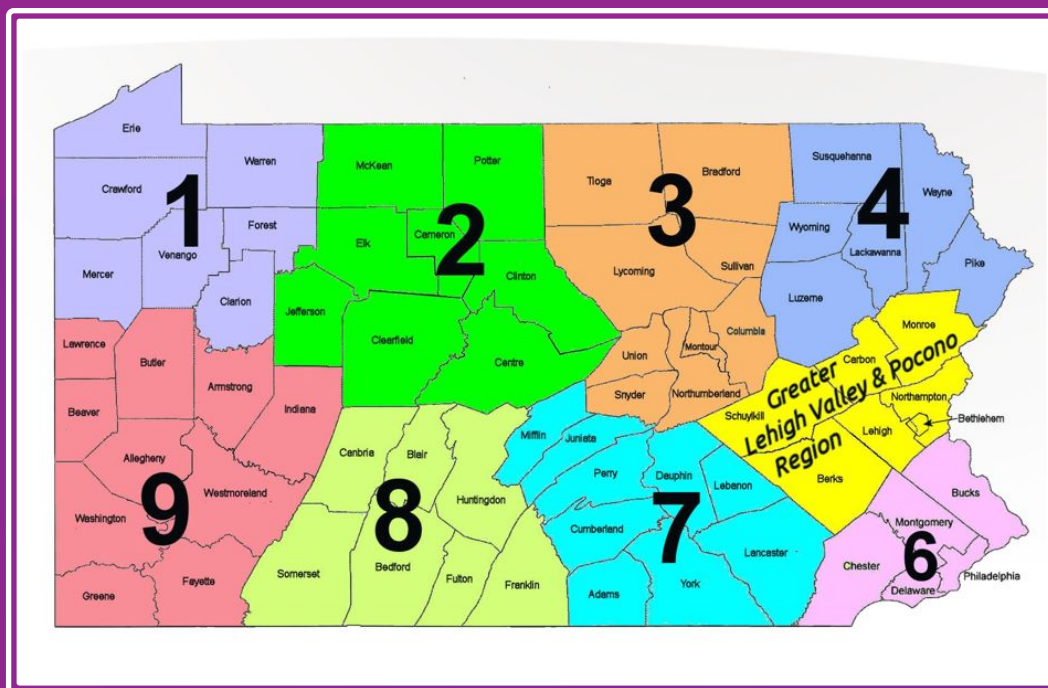 Erie
Warren
McKean
Potter
Tioga
Bradford
Susquehanna
Wayne
Crawford
1
2
3
4
Forest
Venango
Elk
Cameron
Clinton
Wyoming
Lackawanna
Pike
Mercer
Clarion
Lycoming
Sullivan
Luzerne
Jefferson
Clearfield
Centre
Union
Montour
Columbia
Monroe
Carbon
Lawrence
Butler
Armstrong
Indiana
Snyder
Northumberland
Schuylkill
Greater
Lehigh Valley & Pocono
Region
Northampton
Bethlehem
Beaver
Mifflin
Juniata
Lehigh
Allegheny
Cambria
Blair
Perry
Dauphin
Lebanon
Berks
Bucks
Westmoreland
Huntingdon
Washington
9
8
7
6
Cumberland
Lancaster
Montgomery
Chester
Philadelphia
Delaware
Somerset
Bedford
Fulton
Franklin
Adams
York
Greene
Fayette